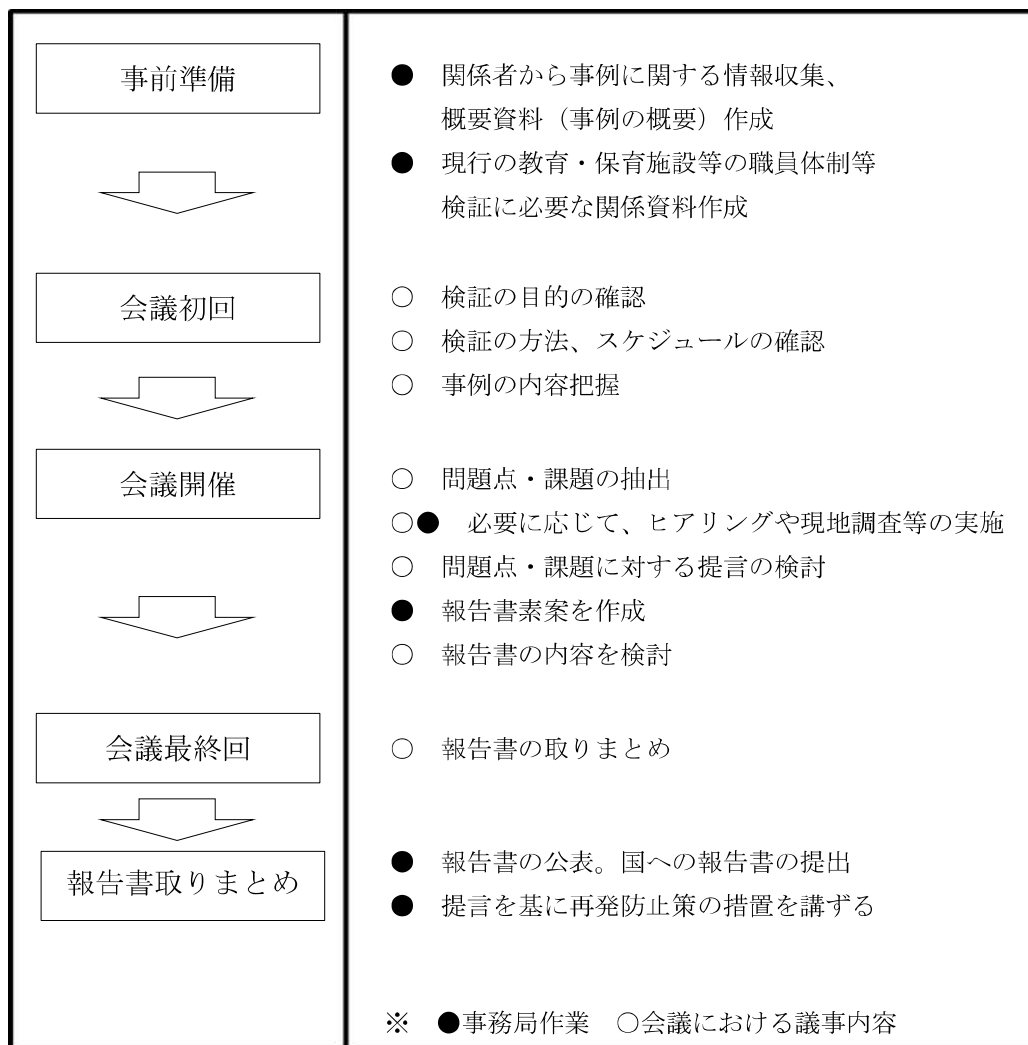 事前準備
● 関係者から事例に関する情報収集、
概要資料（事例の概要）作成
● 現行の教育・保育施設等の職員体制等
検証に必要な関係資料作成
会議初回
○ 検証の目的の確認
○ 検証の方法、スケジュールの確認
○ 事例の内容把握
会議開催
○ 問題点・課題の抽出
○● 必要に応じて、ヒアリングや現地調査等の実施
○ 問題点・課題に対する提言の検討
● 報告書素案を作成
○ 報告書の内容を検討
会議最終回
○ 報告書の取りまとめ
報告書取りまとめ
● 報告書の公表。国への報告書の提出
● 提言を基に再発防止策の措置を講ずる
※ ●事務局作業 ○会議における議事内容